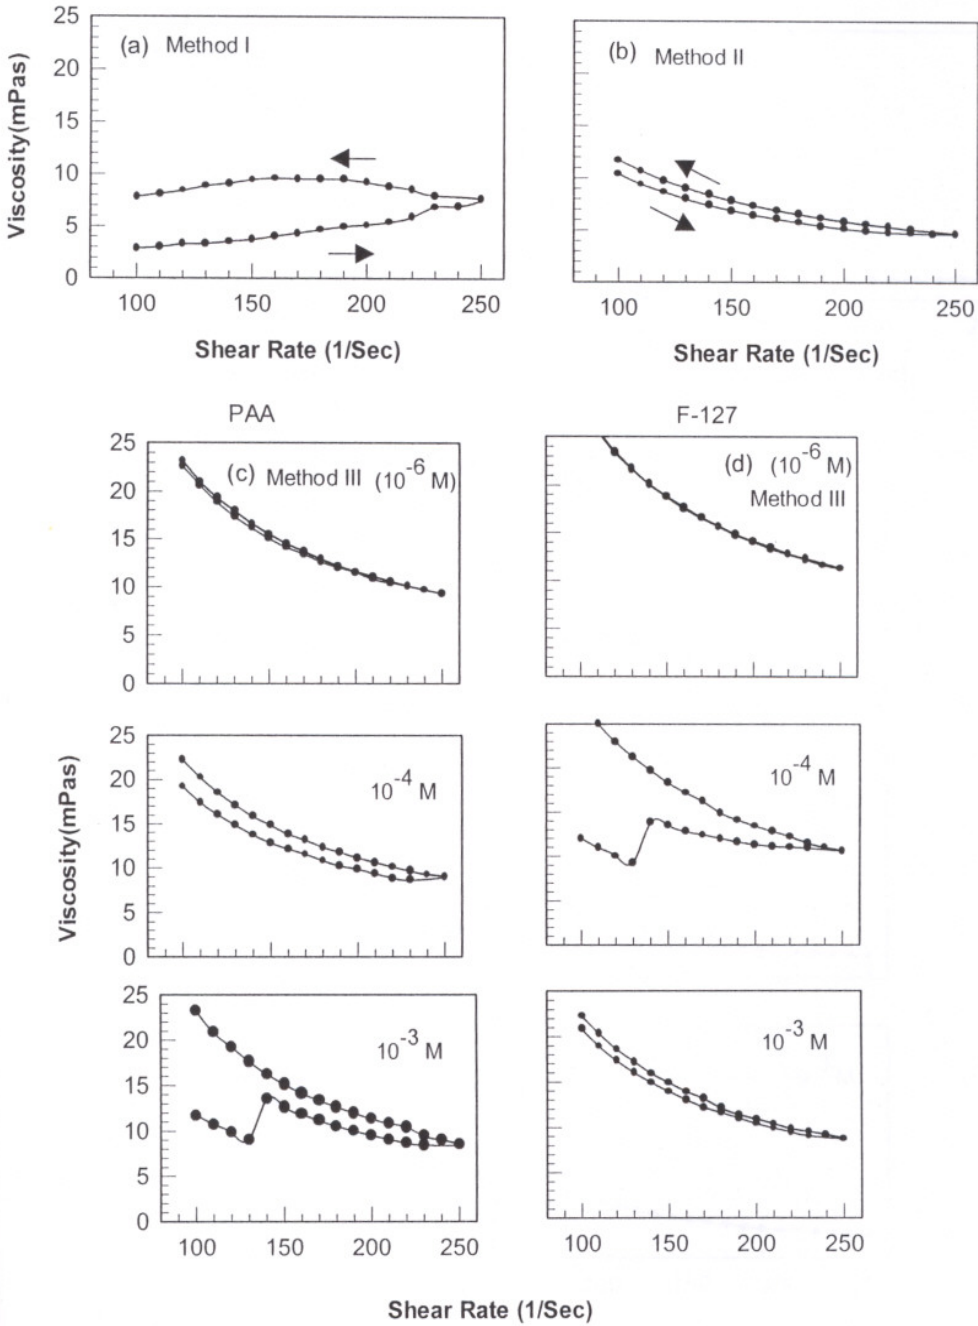 (a) Method I
25
20
15
10
5
0
Viscosity(mPas)
100 150 200 250
Shear Rate (1/Sec)
(b) Method II
100 150 200 250
Shear Rate (1/Sec)
PAA
F-127
(c) Method III (10⁻⁶ M)
25
20
15
10
5
0
(d) (10⁻⁶ M)
Method III
25
20
15
10
5
0
Viscosity(mPas)
10⁻⁴ M
10⁻⁴ M
25
20
15
10
5
0
10⁻³ M
100 150 200 250
10⁻³ M
100 150 200 250
Shear Rate (1/Sec)